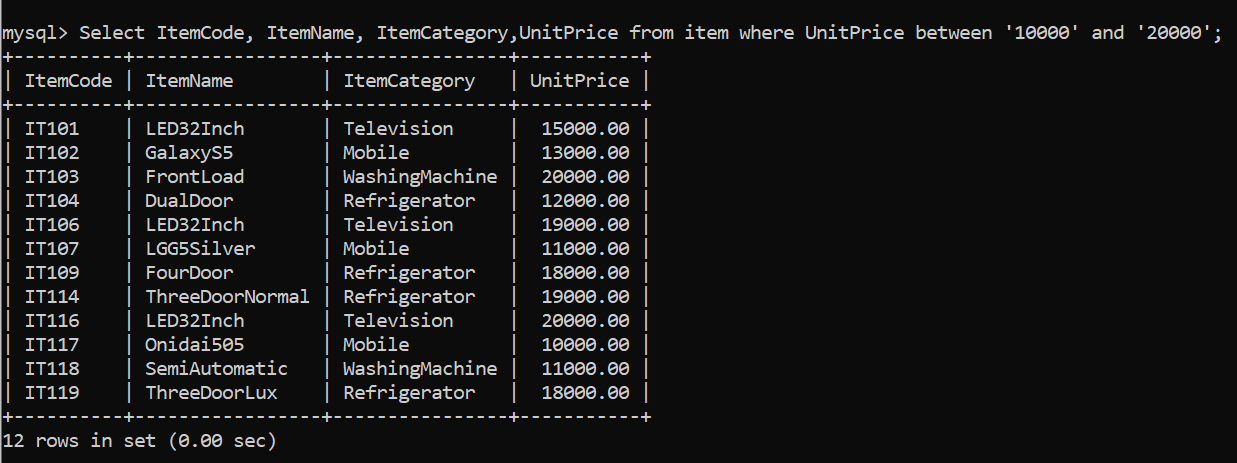 mysql> Select ItemCode, ItemName, ItemCategory,UnitPrice from item where UnitPrice between '10000' and '20000';
+----------+-----------------+----------------+-----------+
| ItemCode | ItemName        | ItemCategory   | UnitPrice |
+----------+-----------------+----------------+-----------+
| IT101    | LED32Inch       | Television     |  15000.00 |
| IT102    | GalaxyS5        | Mobile         |  13000.00 |
| IT103    | FrontLoad       | WashingMachine |  20000.00 |
| IT104    | DualDoor        | Refrigerator   |  12000.00 |
| IT106    | LED32Inch       | Television     |  19000.00 |
| IT107    | LGG5Silver      | Mobile         |  11000.00 |
| IT109    | FourDoor        | Refrigerator   |  18000.00 |
| IT114    | ThreeDoorNormal | Refrigerator   |  19000.00 |
| IT116    | LED32Inch       | Television     |  20000.00 |
| IT117    | Onidai505       | Mobile         |  10000.00 |
| IT118    | SemiAutomatic   | WashingMachine |  11000.00 |
| IT119    | ThreeDoorLux    | Refrigerator   |  18000.00 |
+----------+-----------------+----------------+-----------+
12 rows in set (0.00 sec)